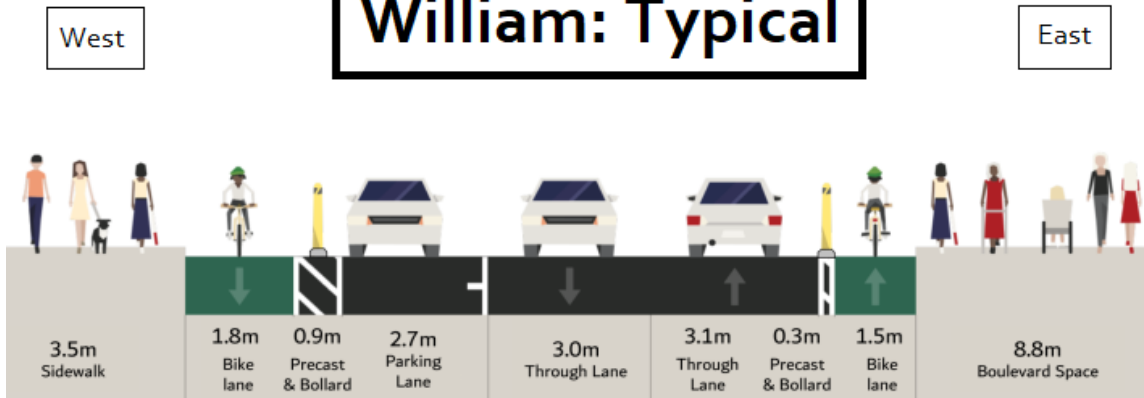 West
William: Typical
East
3.5m
Sidewalk
1.8m
Bike
lane
0.9m
Precast
& Bollard
2.7m
Parking
Lane
3.0m
Through Lane
3.1m
Through
Lane
0.3m
Precast
& Bollard
1.5m
Bike
lane
8.8m
Boulevard Space